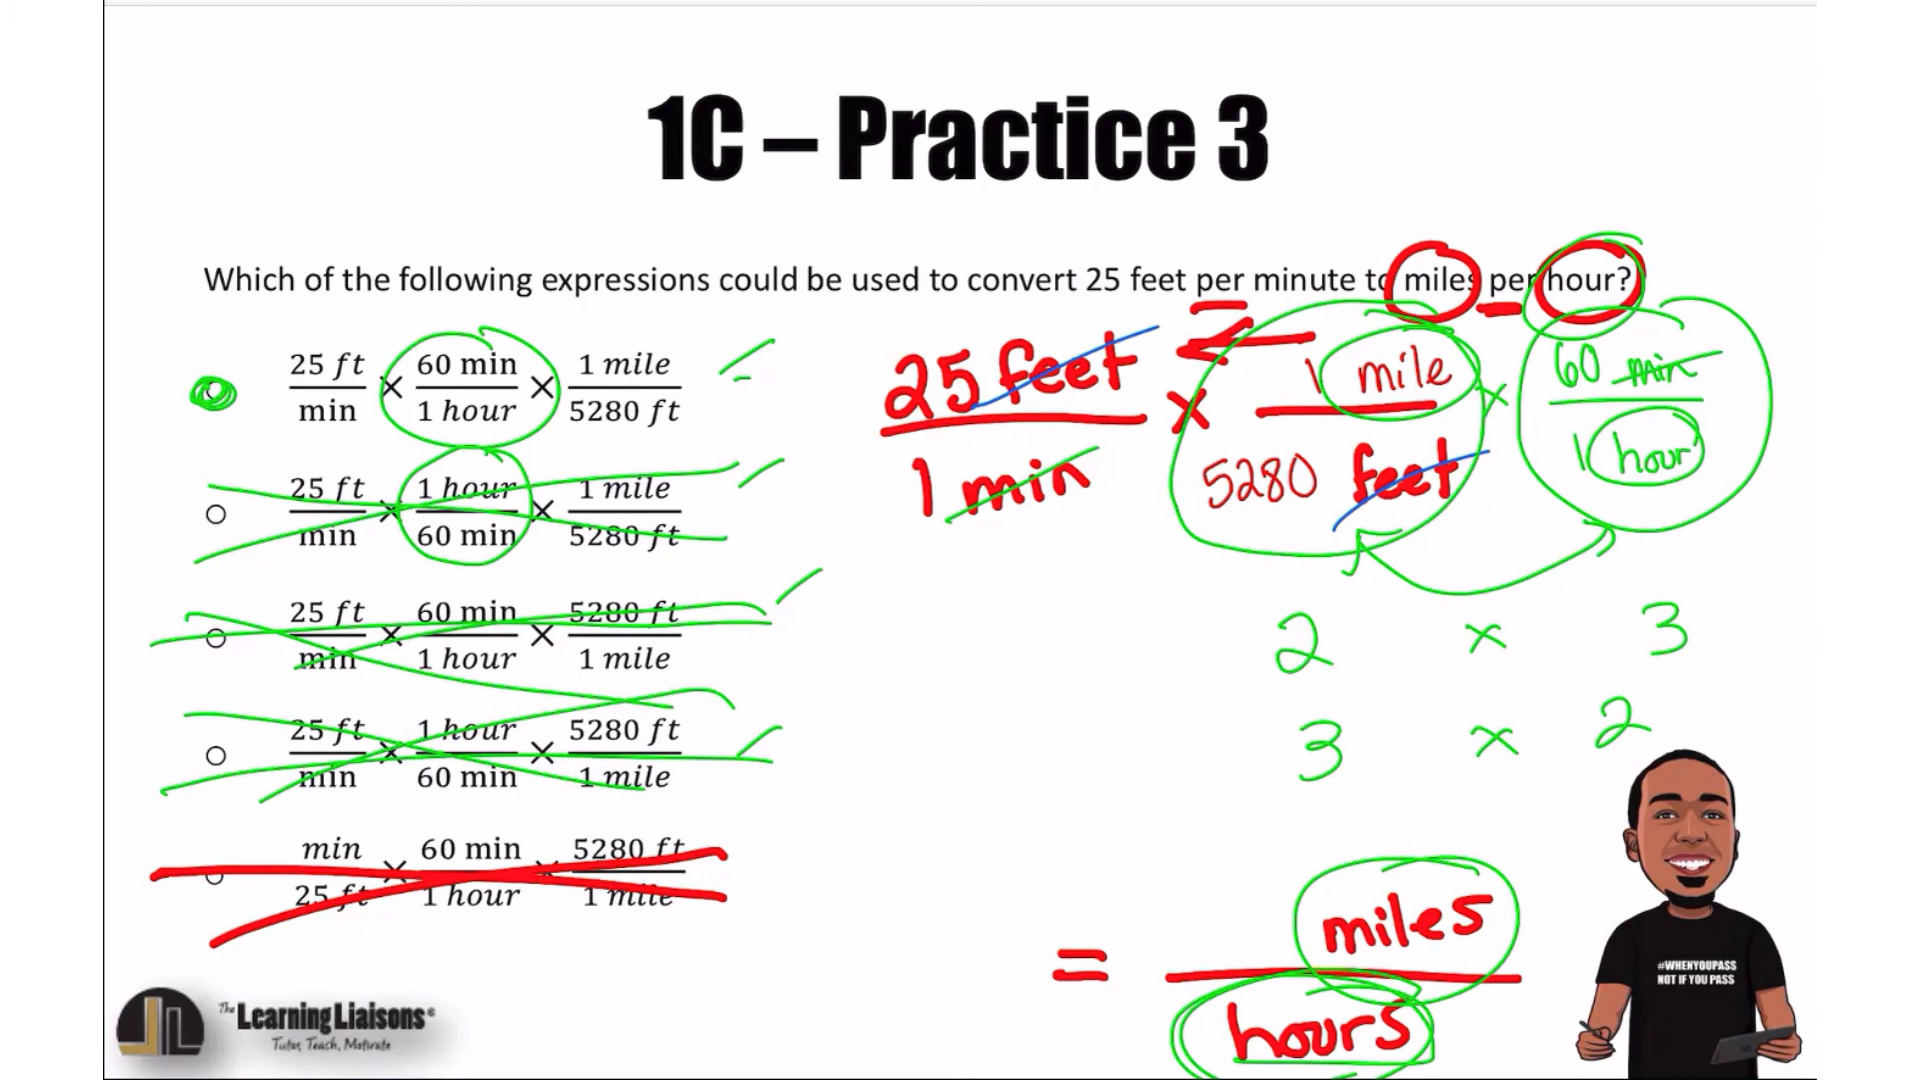 1C – Practice 3
Which of the following expressions could be used to convert 25 feet per minute to miles per hour?
25 ft / min × 60 min / 1 hour × 1 mile / 5280 ft
25 ft / min × 1 hour / 60 min × 1 mile / 5280 ft
25 ft / min × 60 min / 1 hour × 5280 ft / 1 mile
25 ft / min × 1 hour / 60 min × 5280 ft / 1 mile
min / 25 ft × 60 min / 1 hour × 5280 ft / 1 mile
25 feet / 1 min × 1 mile / 5280 feet × 60 min / 1 hour
2 × 3
3 × 2
= miles / hours
#WHENYOUPASS
NOT IF YOU PASS
The Learning Liaisons®
Tutor, Teach, Motivate